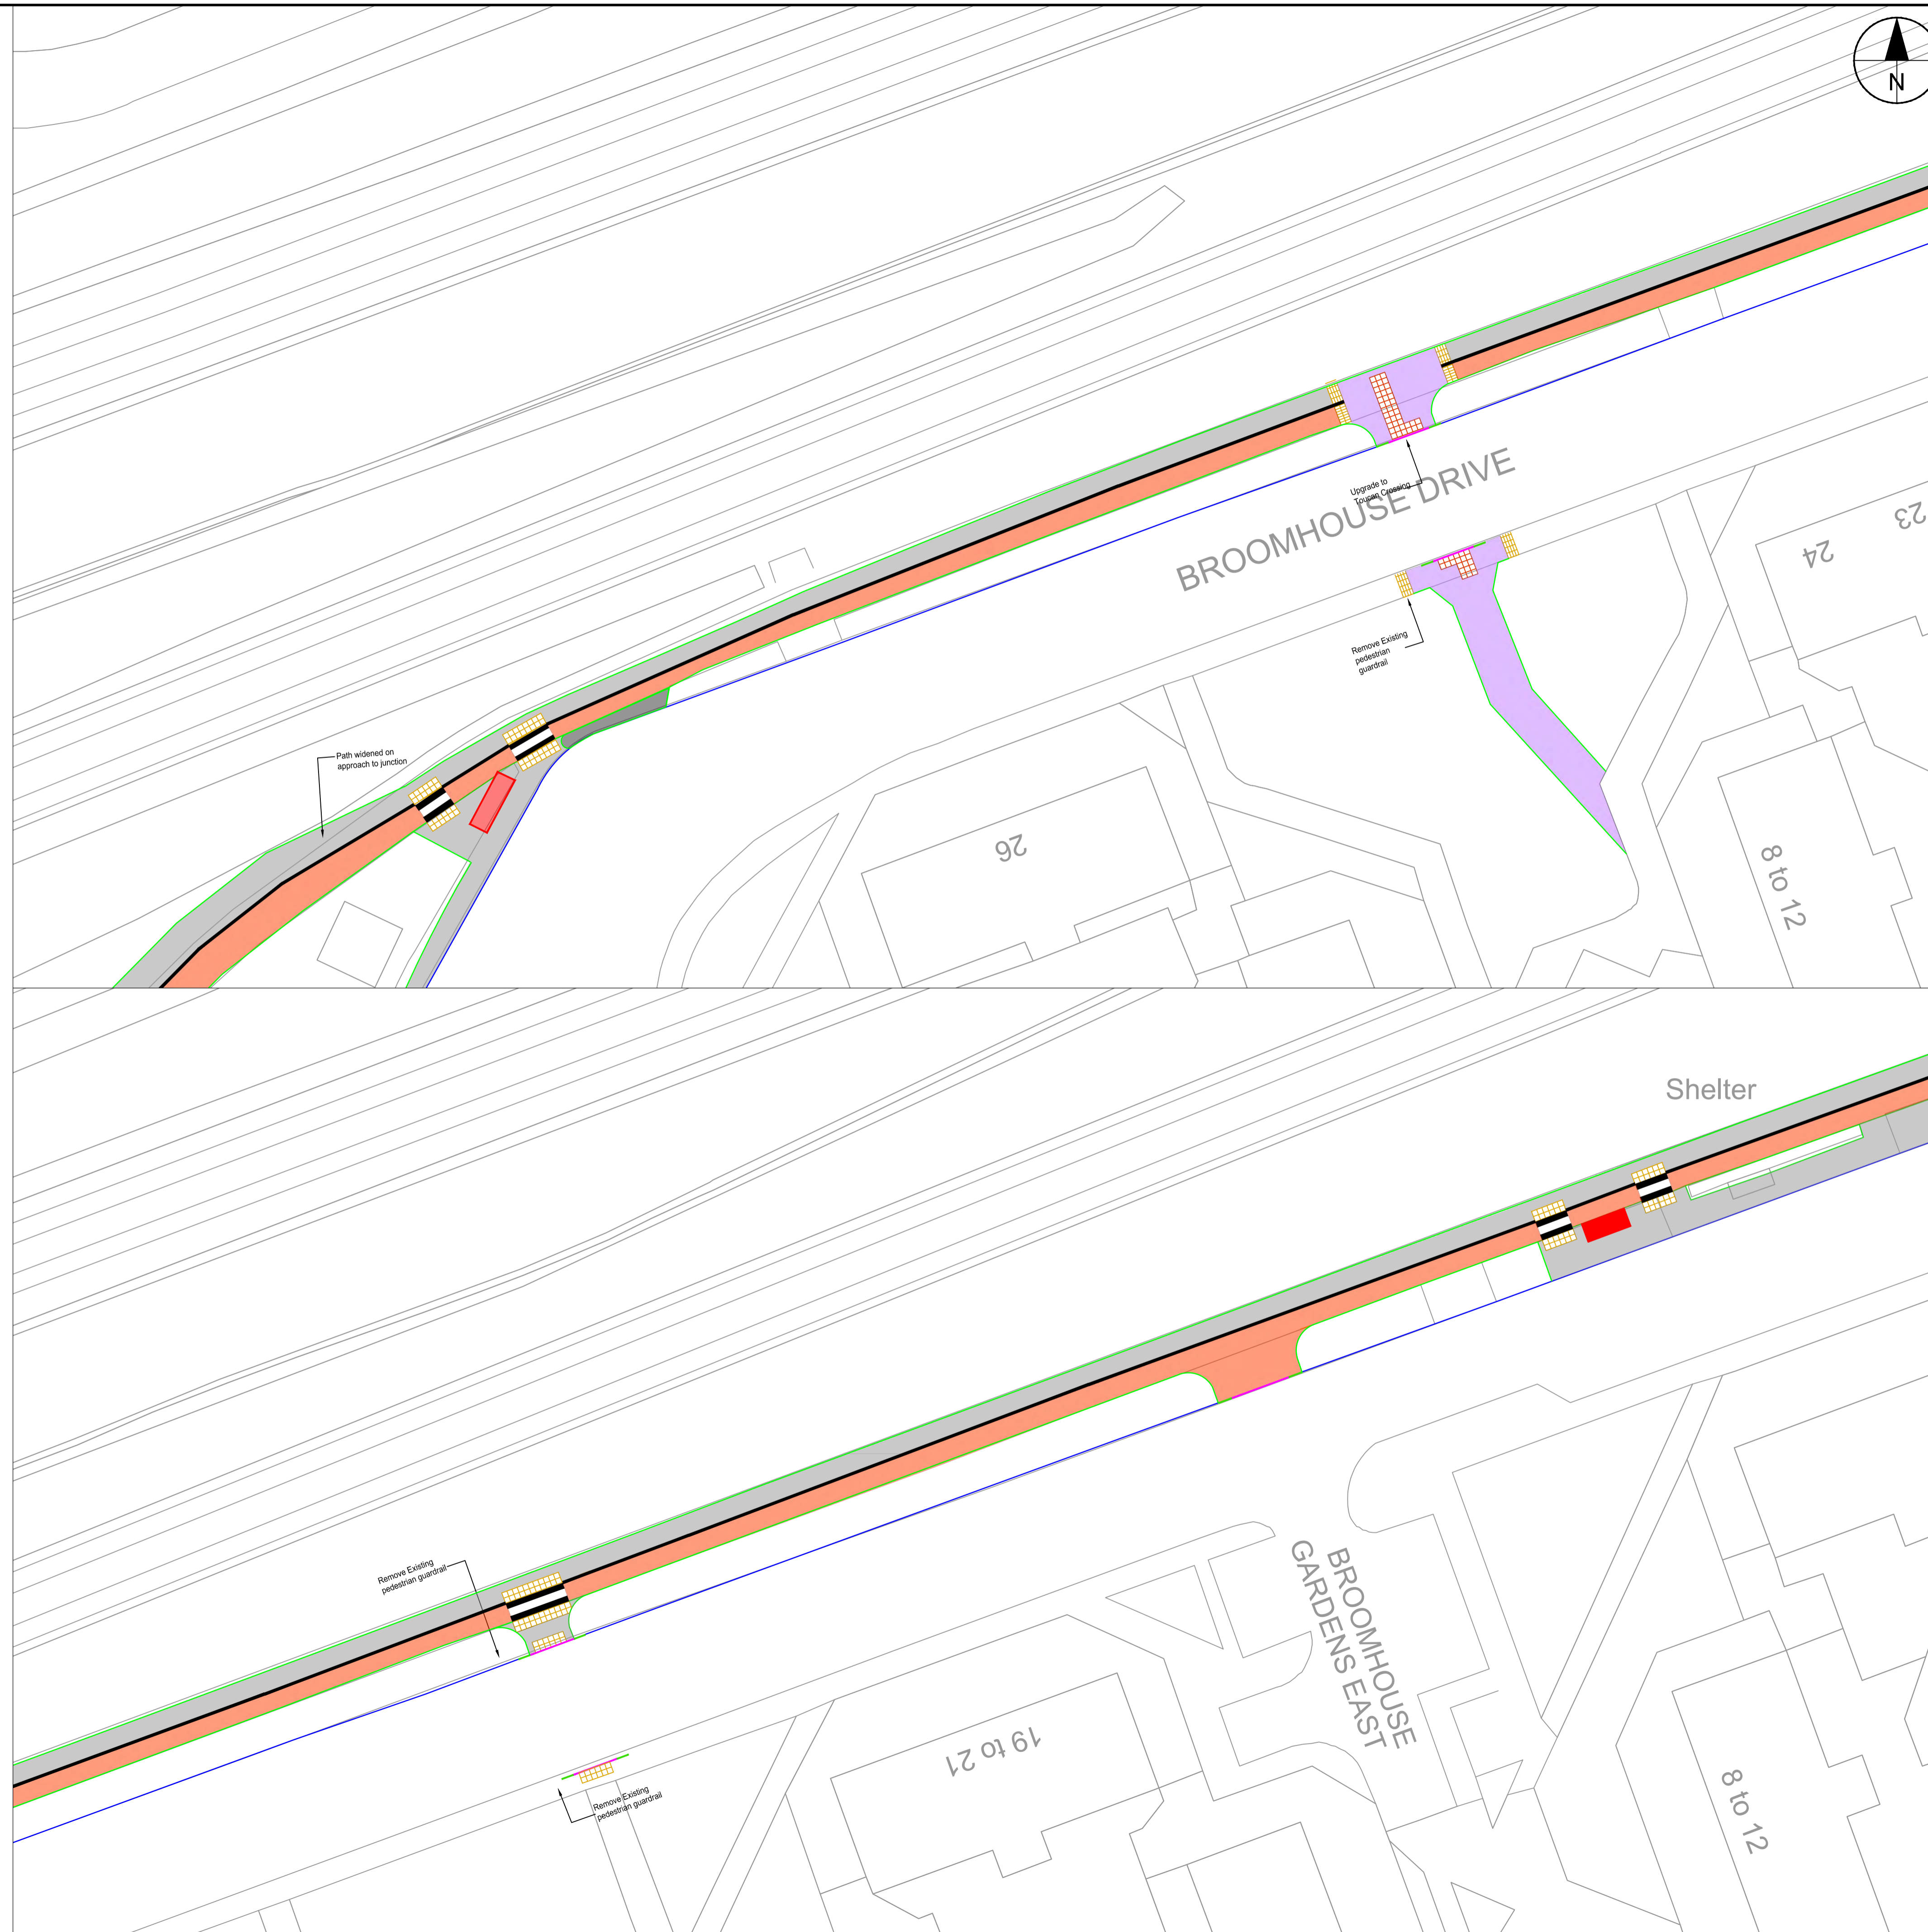 N
Upgrade to
Toucan Crossing
BROOMHOUSE DRIVE
23
24
Remove Existing
pedestrian
guardrail
Path widened on
approach to junction
26
8 to 12
Shelter
Remove Existing
pedestrian guardrail
BROOMHOUSE
GARDENS EAST
19 to 21
Remove Existing
pedestrian guardrail
8 to 12